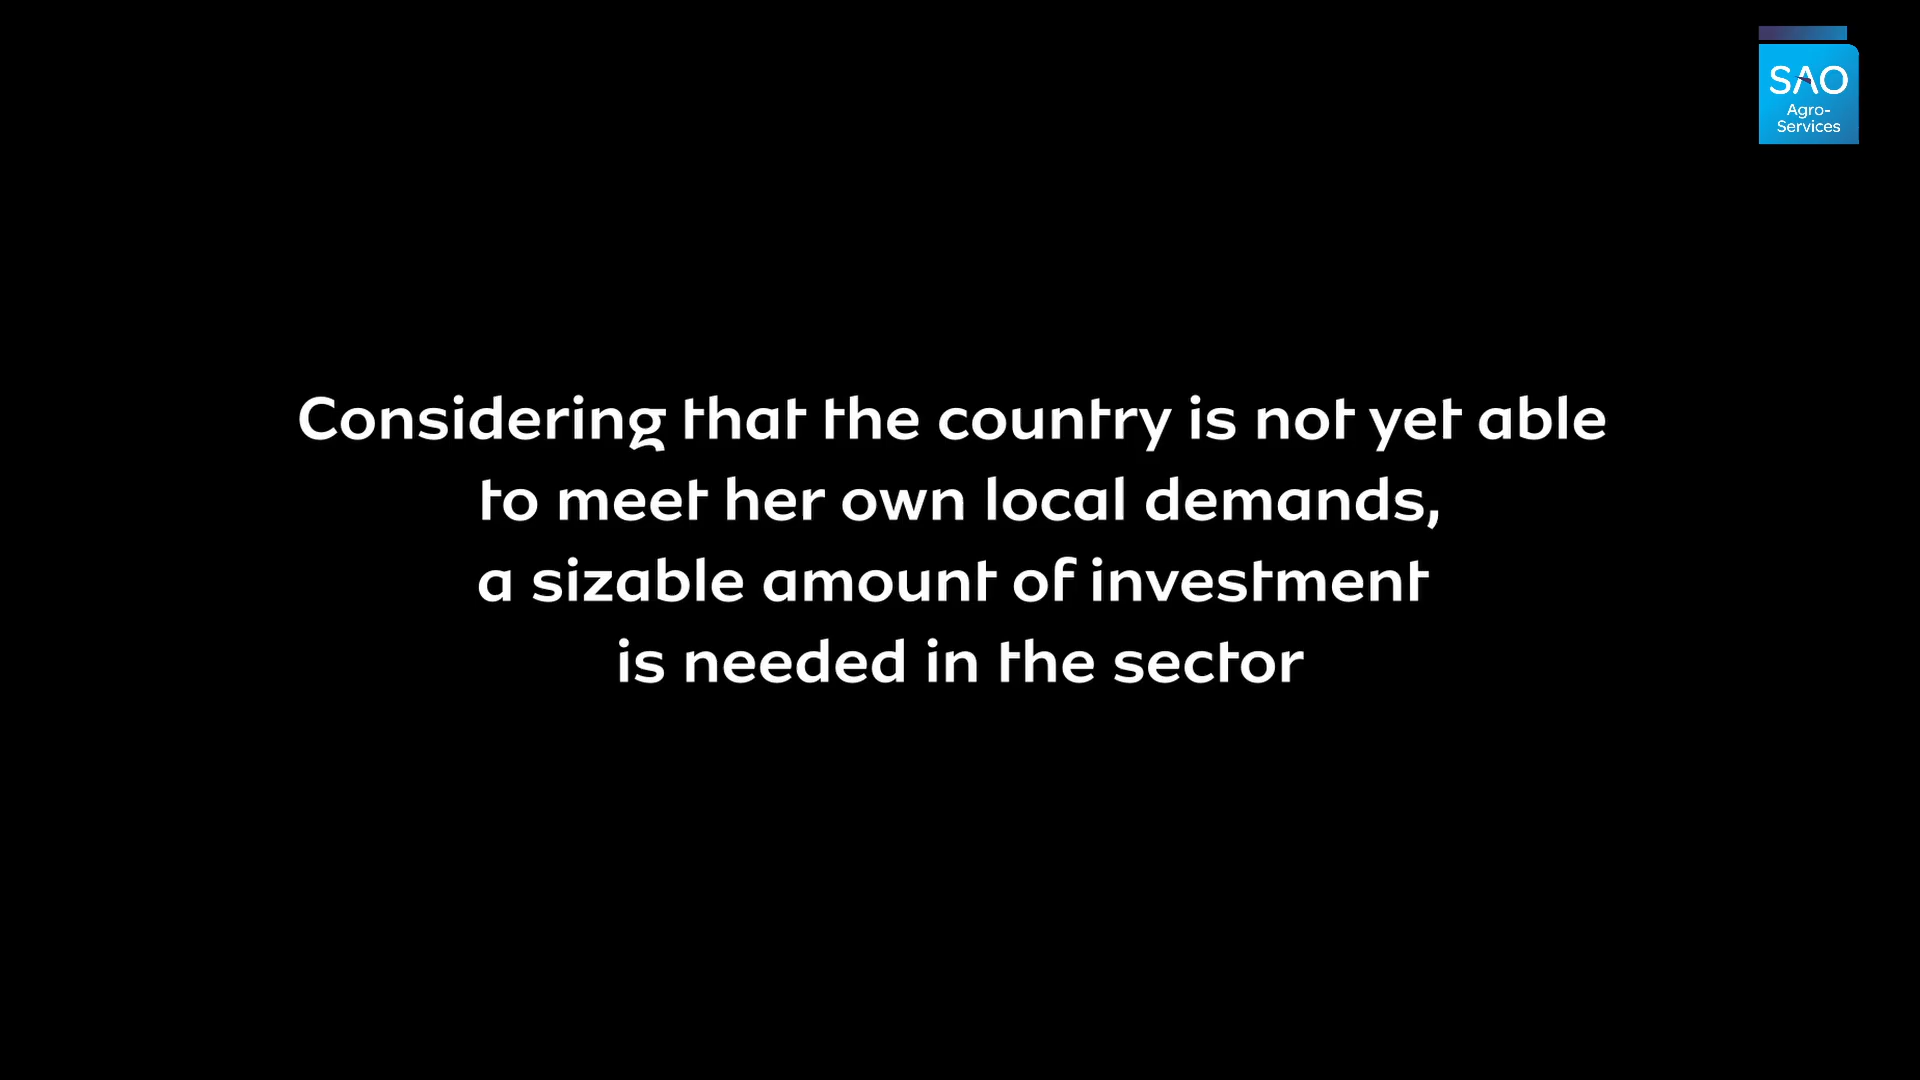 SAO
Agro-
Services
Considering that the country is not yet able
to meet her own local demands,
a sizable amount of investment
is needed in the sector